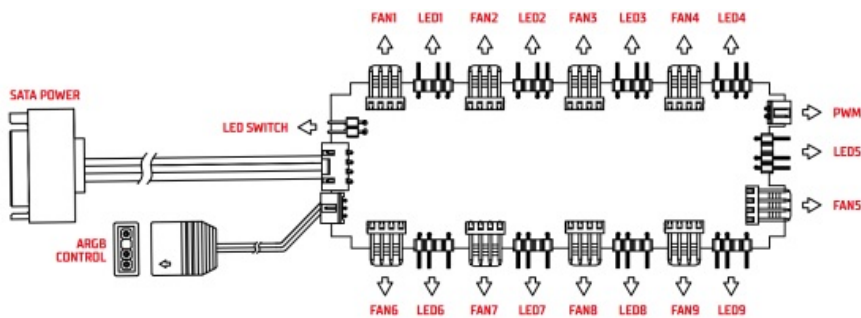 FAN1 LED1 FAN2 LED2 FAN3 LED3 FAN4 LED4
SATA POWER
LED SWITCH
PWM
LED5
FAN5
ARGB
CONTROL
FAN6 LED6 FAN7 LED7 FAN8 LED8 FAN9 LED9